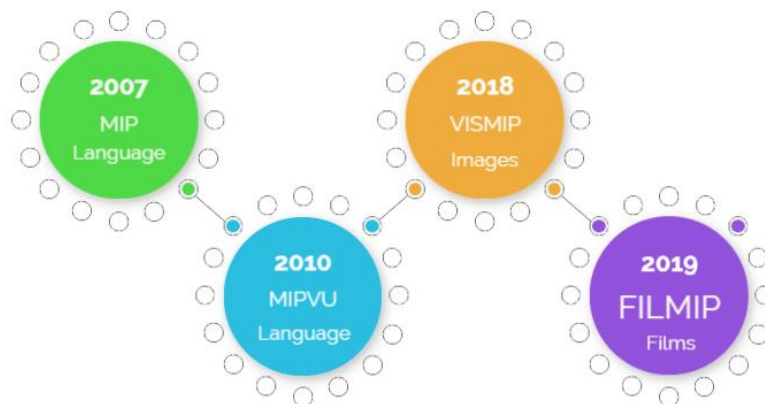 2007
MIP
Language
2010
MIPVU
Language
2018
VISMIP
Images
2019
FILMIP
Films